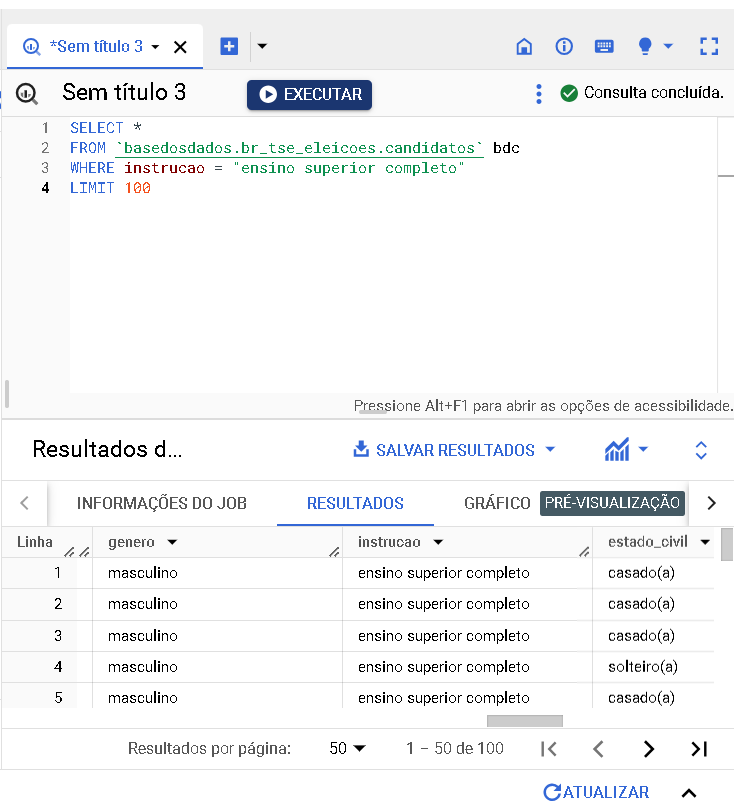 *Sem título 3
Sem título 3 EXECUTAR Consulta concluída.
1 SELECT *
2 FROM `basedosdados.br_tse_eleicoes.candidatos` bdc
3 WHERE instrucao = "ensino superior completo"
4 LIMIT 100
Pressione Alt+F1 para abrir as opções de acessibilidade.
Resultados d... SALVAR RESULTADOS
INFORMAÇÕES DO JOB RESULTADOS GRÁFICO PRÉ-VISUALIZAÇÃO
Linha genero instrucao estado_civil
1 masculino ensino superior completo casado(a)
2 masculino ensino superior completo casado(a)
3 masculino ensino superior completo casado(a)
4 masculino ensino superior completo solteiro(a)
5 masculino ensino superior completo casado(a)
Resultados por página: 50 1 – 50 de 100
ATUALIZAR